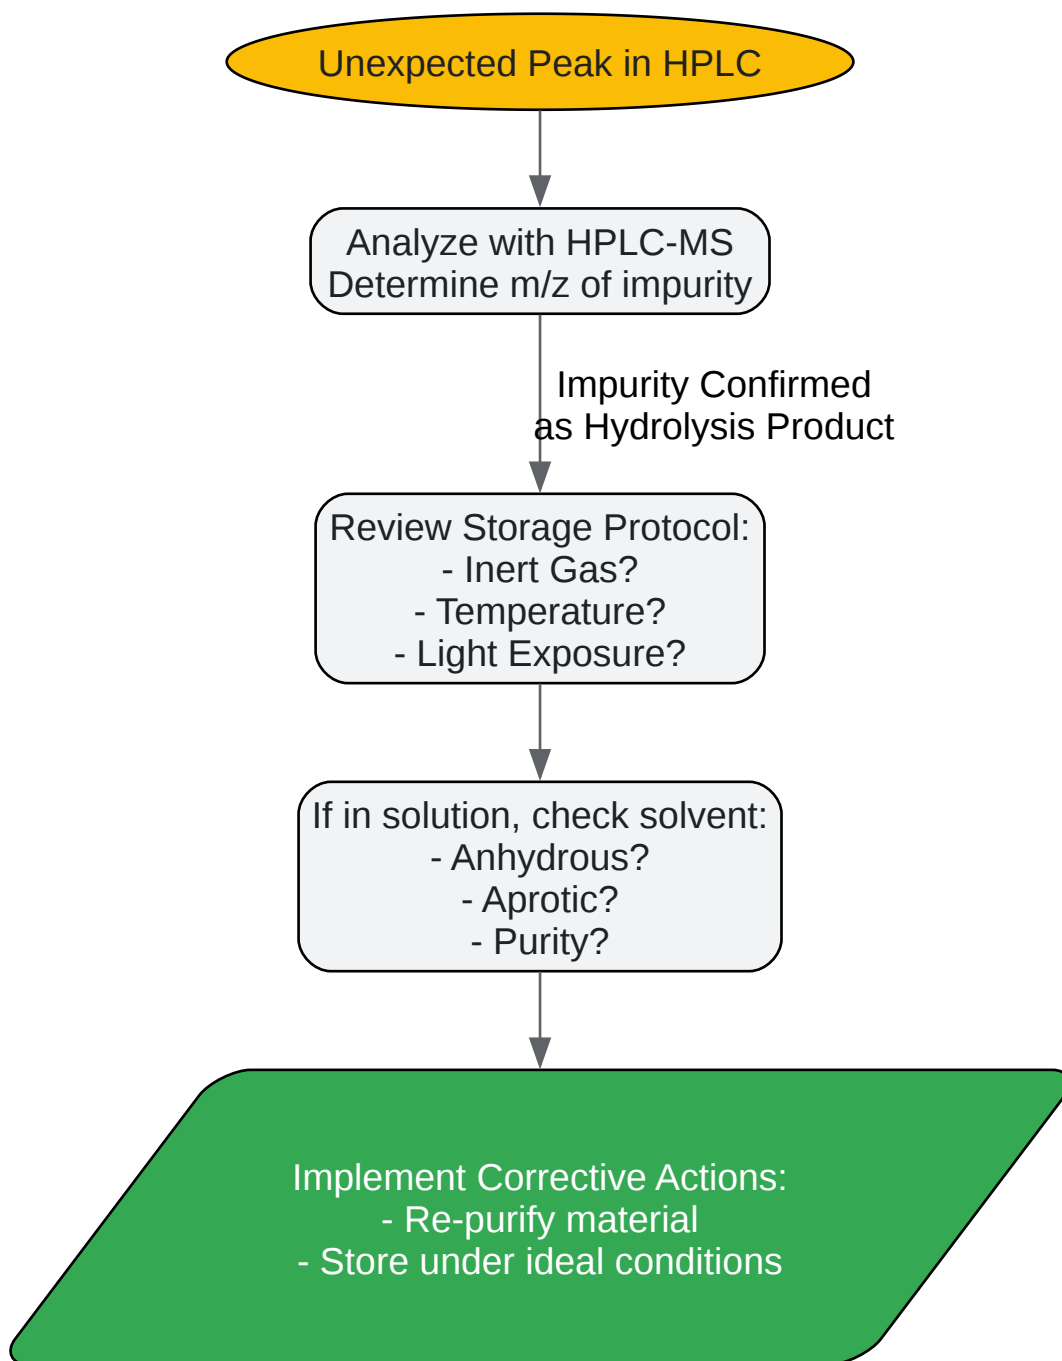 Unexpected Peak in HPLC
Analyze with HPLC-MS
Determine m/z of impurity
Impurity Confirmed
as Hydrolysis Product
Review Storage Protocol:
- Inert Gas?
- Temperature?
- Light Exposure?
If in solution, check solvent:
- Anhydrous?
- Aprotic?
- Purity?
Implement Corrective Actions:
- Re-purify material
- Store under ideal conditions